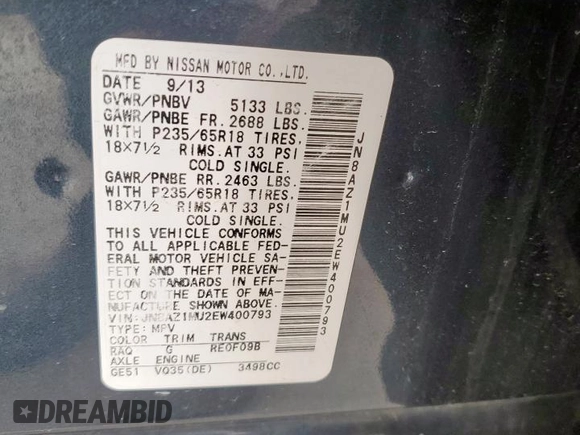 MFD BY NISSAN MOTOR CO.,LTD.
DATE 9/13
GVWR/PNBV 5133 LBS.
GAWR/PNBE FR. 2688 LBS.
WITH P235/65R18 TIRES.
18X7½ RIMS.AT 33 PSI
COLD SINGLE.
GAWR/PNBE RR. 2463 LBS.
WITH P235/65R18 TIRES.
18X7½ RIMS.AT 33 PSI
COLD SINGLE.
THIS VEHICLE CONFORMS
TO ALL APPLICABLE FED-
ERAL MOTOR VEHICLE SA-
FETY AND THEFT PREVEN-
TION STANDARDS IN EFF-
ECT ON THE DATE OF MA-
NUFACTURE SHOWN ABOVE.
VIN:JN8AZ1MU2EW400793
TYPE:MPV
COLOR TRIM TRANS
RAQ G RE0F09B
AXLE ENGINE
GE51 VQ35(DE) 3498CC
JN8AZ1MU2EW400793
DREAMBID